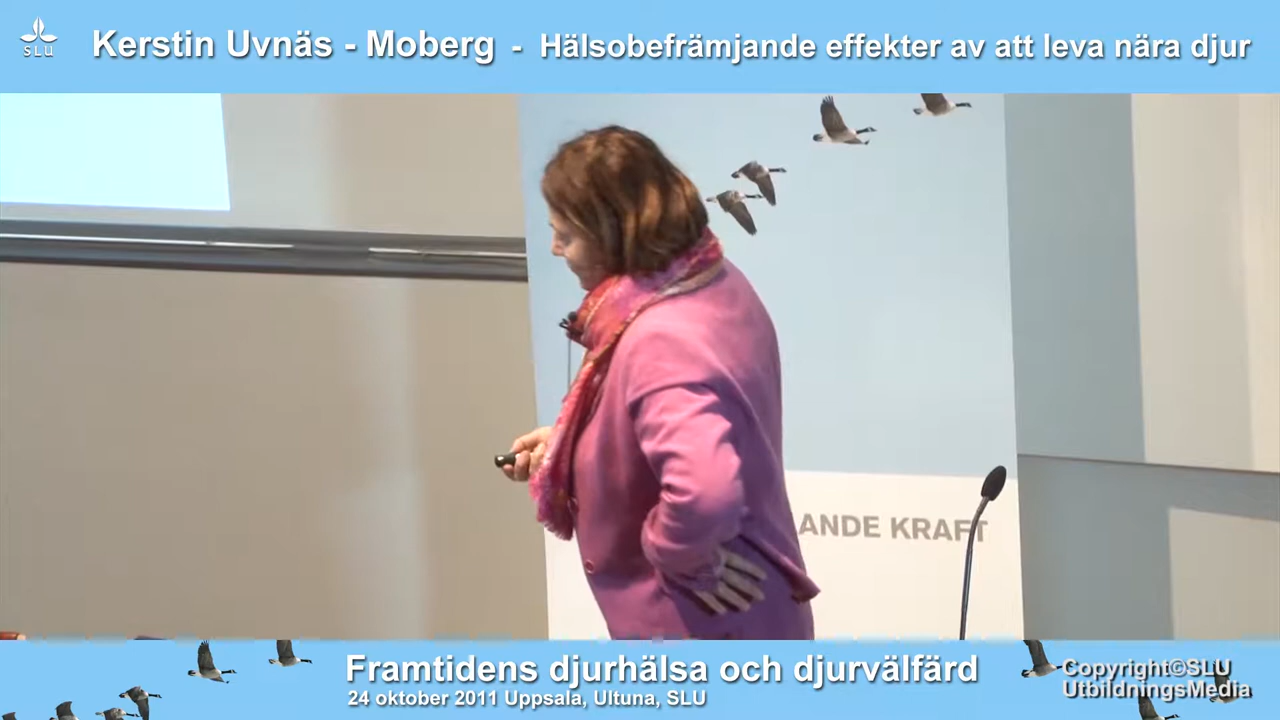 SLU
Kerstin Uvnäs - Moberg - Hälsobefrämjande effekter av att leva nära djur
ANDE KRAFT
Framtidens djurhälsa och djurvälfärd
24 oktober 2011 Uppsala, Ultuna, SLU
Copyright©SLU
UtbildningsMedia